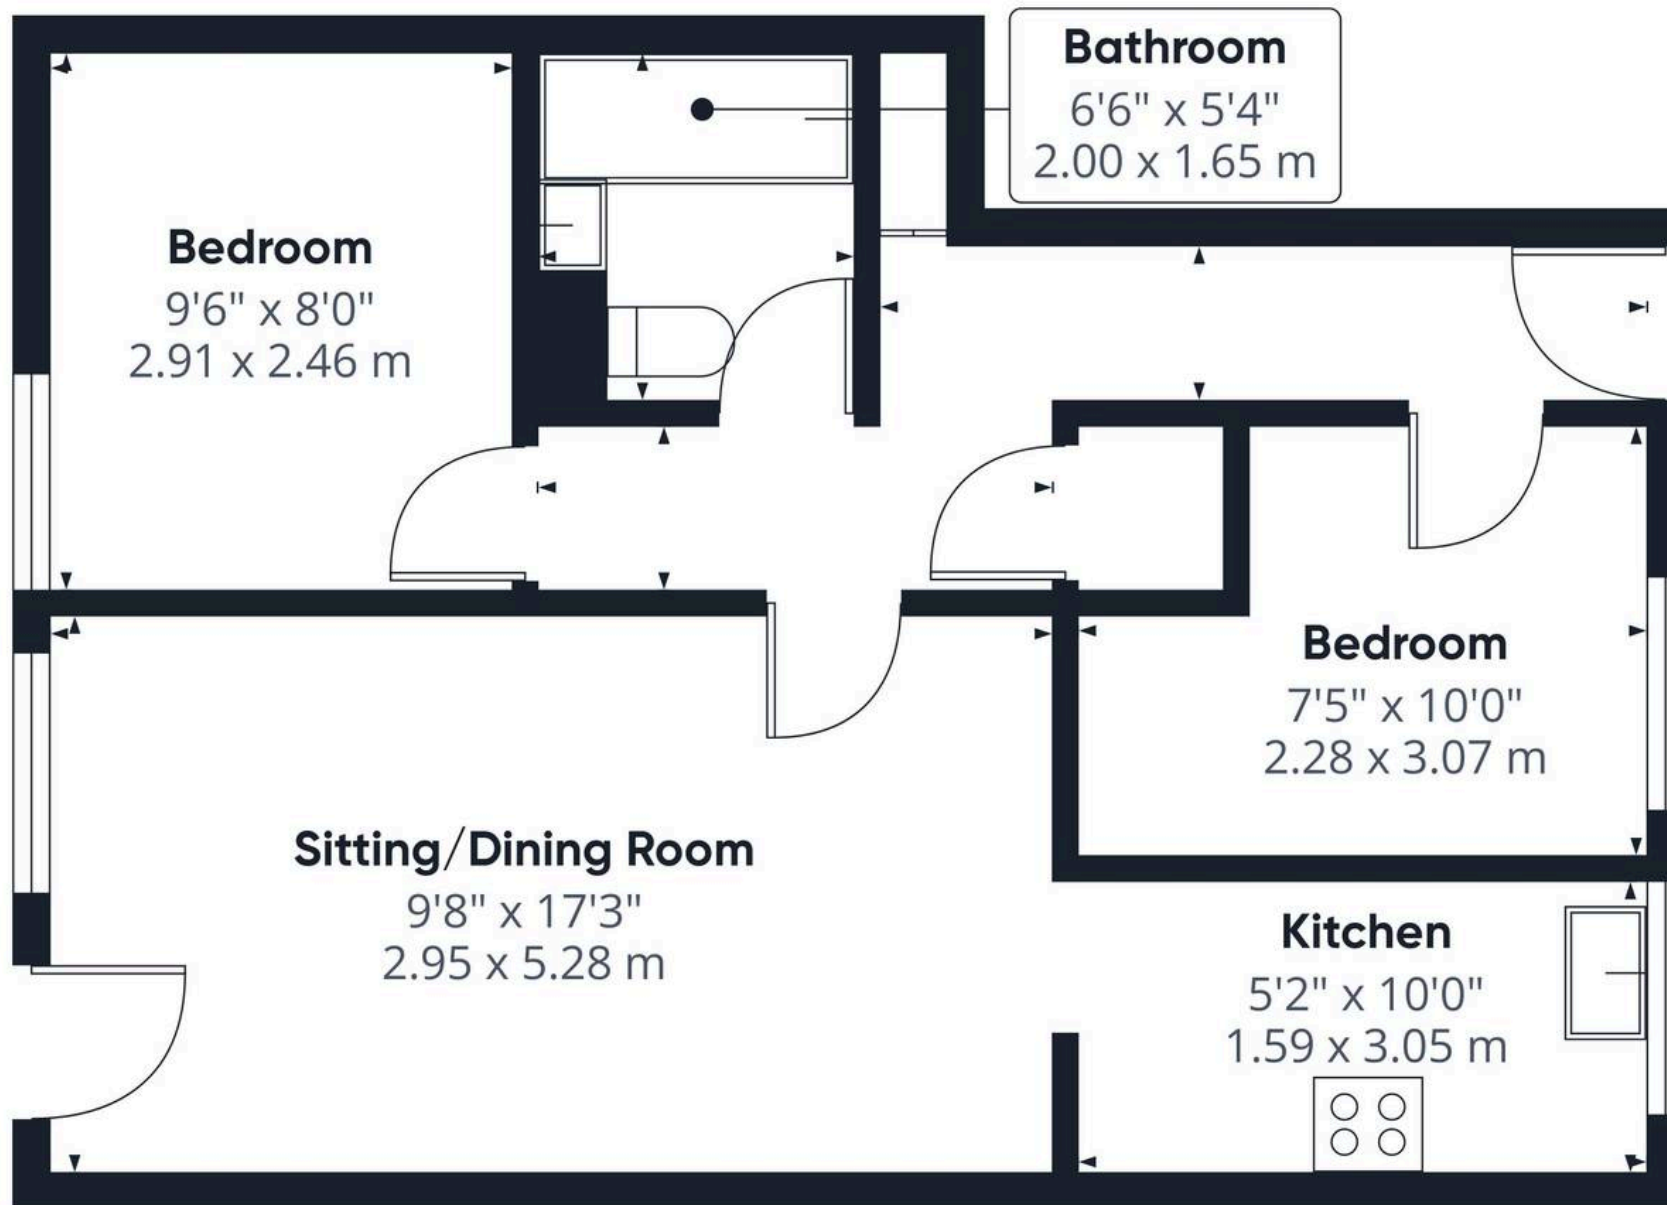 Bathroom
6'6" x 5'4"
2.00 x 1.65 m
Bedroom
9'6" x 8'0"
2.91 x 2.46 m
Bedroom
7'5" x 10'0"
2.28 x 3.07 m
Sitting/Dining Room
9'8" x 17'3"
2.95 x 5.28 m
Kitchen
5'2" x 10'0"
1.59 x 3.05 m